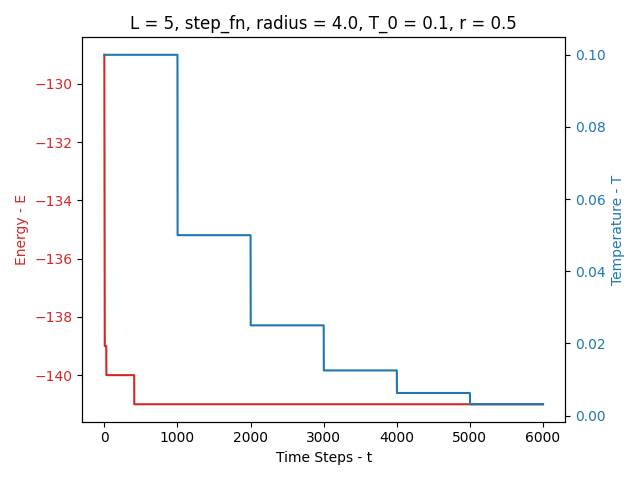 L = 5, step_fn, radius = 4.0, T_0 = 0.1, r = 0.5
−130
−132
−134
−136
−138
−140
Energy - E
0.10
0.08
0.06
0.04
0.02
0.00
Temperature - T
0 1000 2000 3000 4000 5000 6000
Time Steps - t